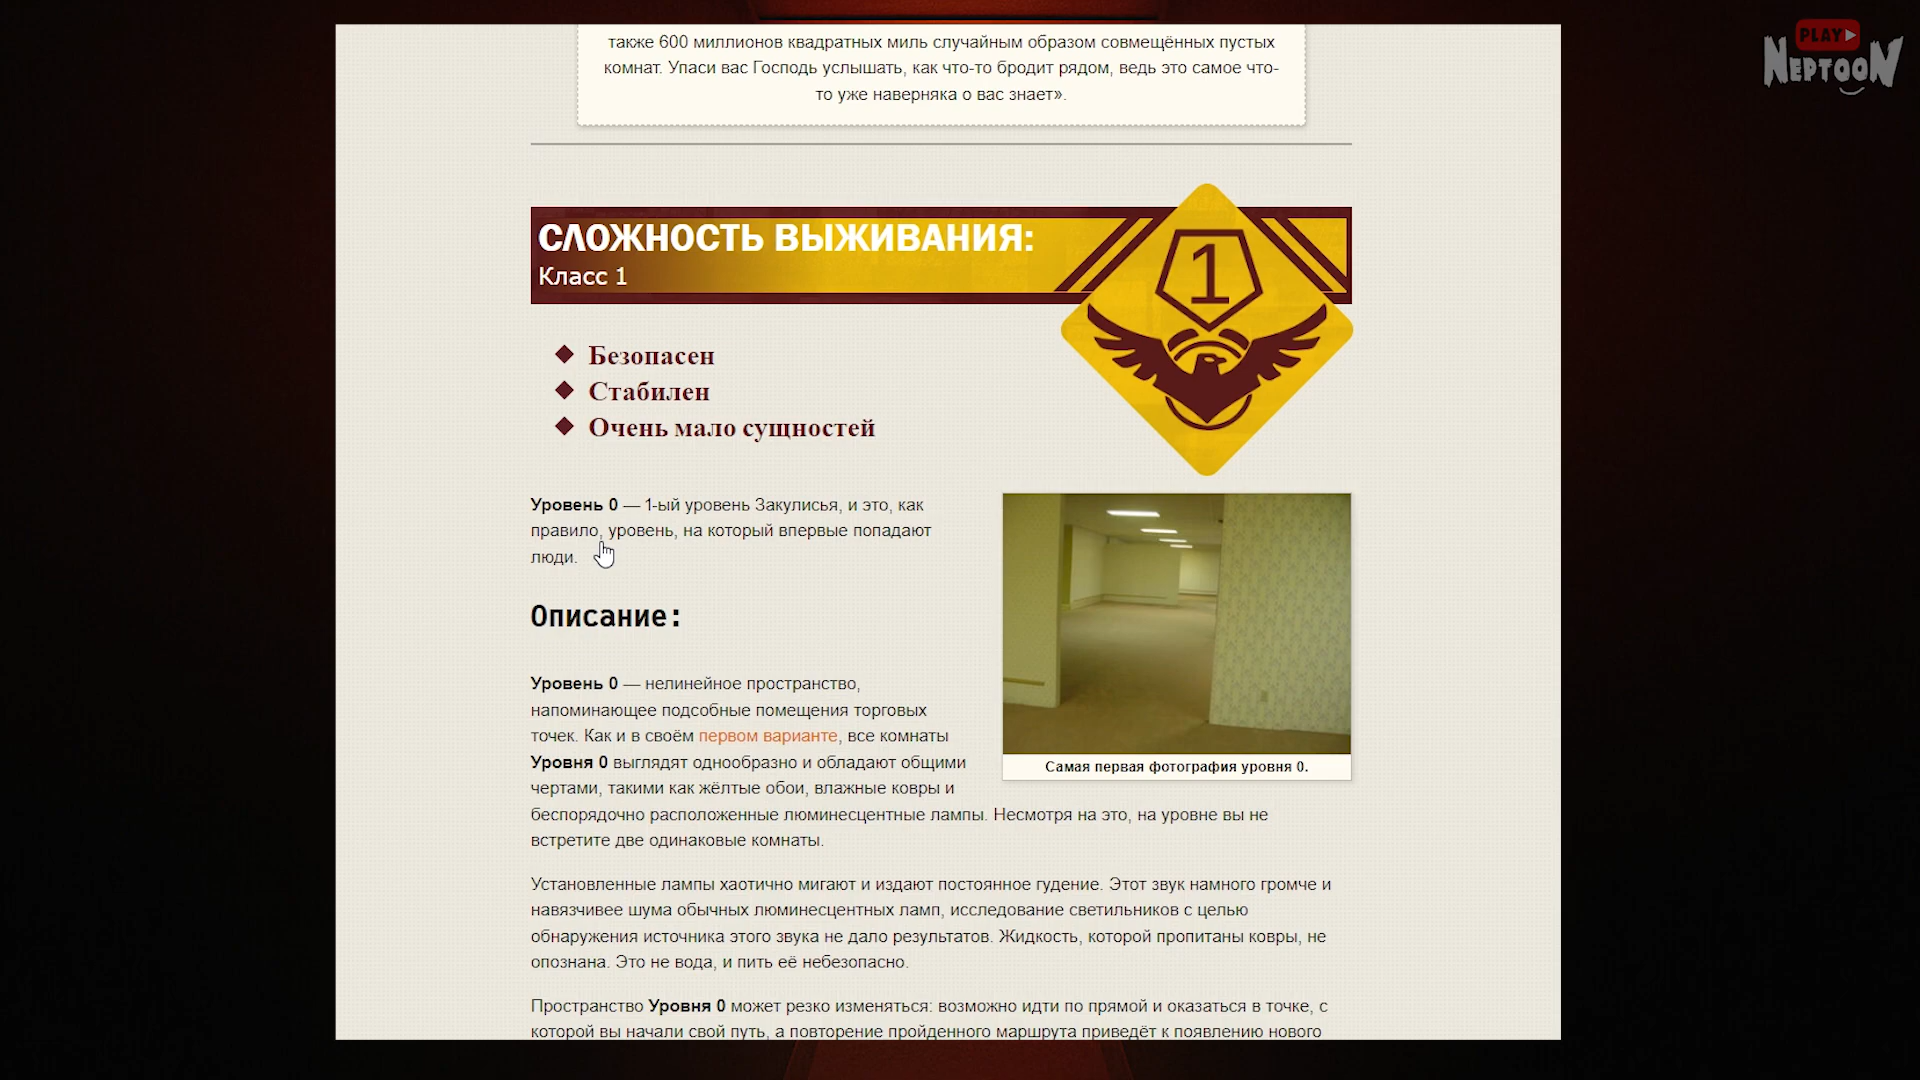 также 600 миллионов квадратных миль случайным образом совмещённых пустых
комнат. Упаси вас Господь услышать, как что-то бродит рядом, ведь это самое что-
то уже наверняка о вас знает».
PLAY
NEPTOON
СЛОЖНОСТЬ ВЫЖИВАНИЯ:
Класс 1
1
Безопасен
Стабилен
Очень мало сущностей
Уровень 0 — 1-ый уровень Закулисья, и это, как
правило, уровень, на который впервые попадают
люди.
Описание:
Уровень 0 — нелинейное пространство,
напоминающее подсобные помещения торговых
точек. Как и в своём первом варианте, все комнаты
Уровня 0 выглядят однообразно и обладают общими
чертами, такими как жёлтые обои, влажные ковры и
беспорядочно расположенные люминесцентные лампы. Несмотря на это, на уровне вы не
встретите две одинаковые комнаты.
Самая первая фотография уровня 0.
Установленные лампы хаотично мигают и издают постоянное гудение. Этот звук намного громче и
навязчивее шума обычных люминесцентных ламп, исследование светильников с целью
обнаружения источника этого звука не дало результатов. Жидкость, которой пропитаны ковры, не
опознана. Это не вода, и пить её небезопасно.
Пространство Уровня 0 может резко изменяться: возможно идти по прямой и оказаться в точке, с
которой вы начали свой путь, а повторение пройденного маршрута приведёт к появлению нового